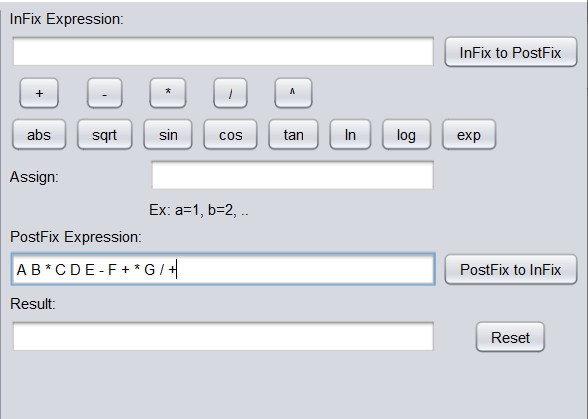 InFix Expression:
InFix to PostFix
+ - * / ^
abs sqrt sin cos tan ln log exp
Assign:
Ex: a=1, b=2, ..
PostFix Expression:
A B * C D E - F + * G / +
PostFix to InFix
Result:
Reset